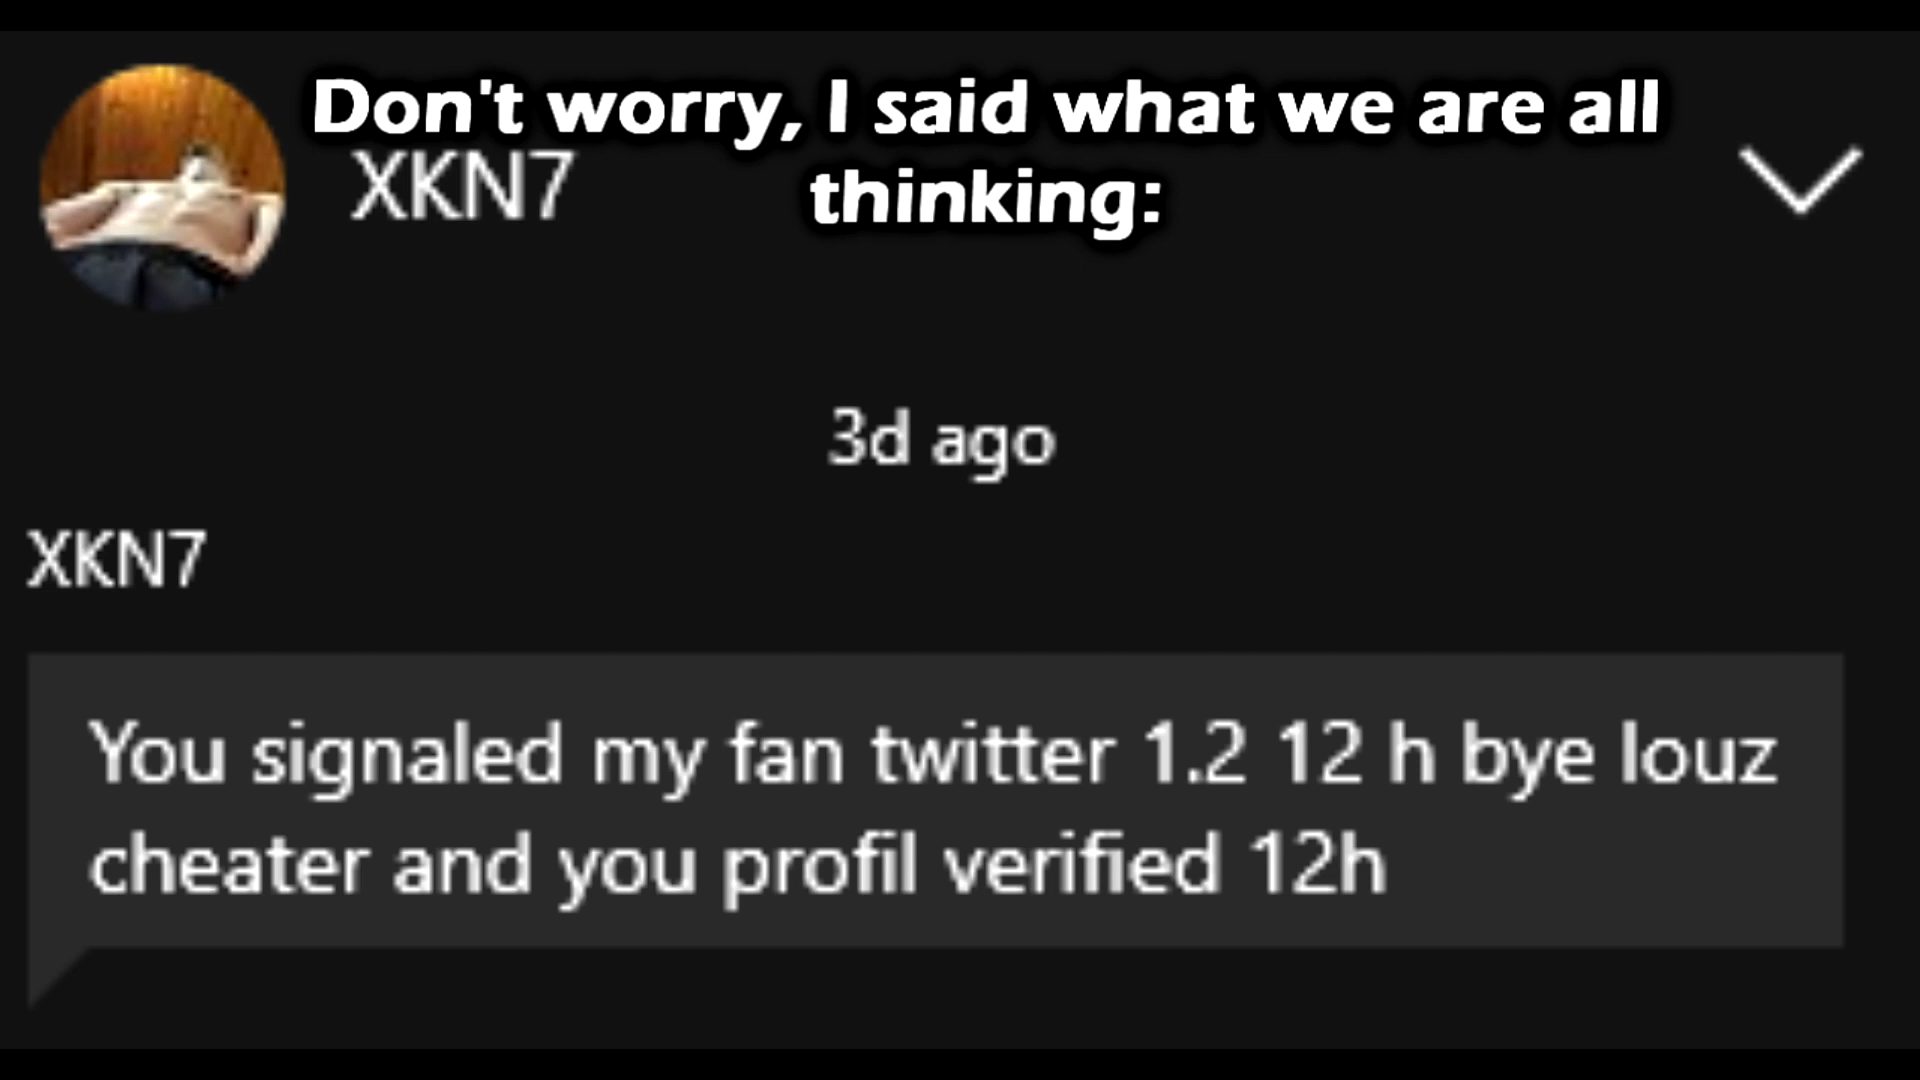 Don't worry, I said what we are all
thinking:
XKN7
3d ago
XKN7
You signaled my fan twitter 1.2 12 h bye louz
cheater and you profil verified 12h